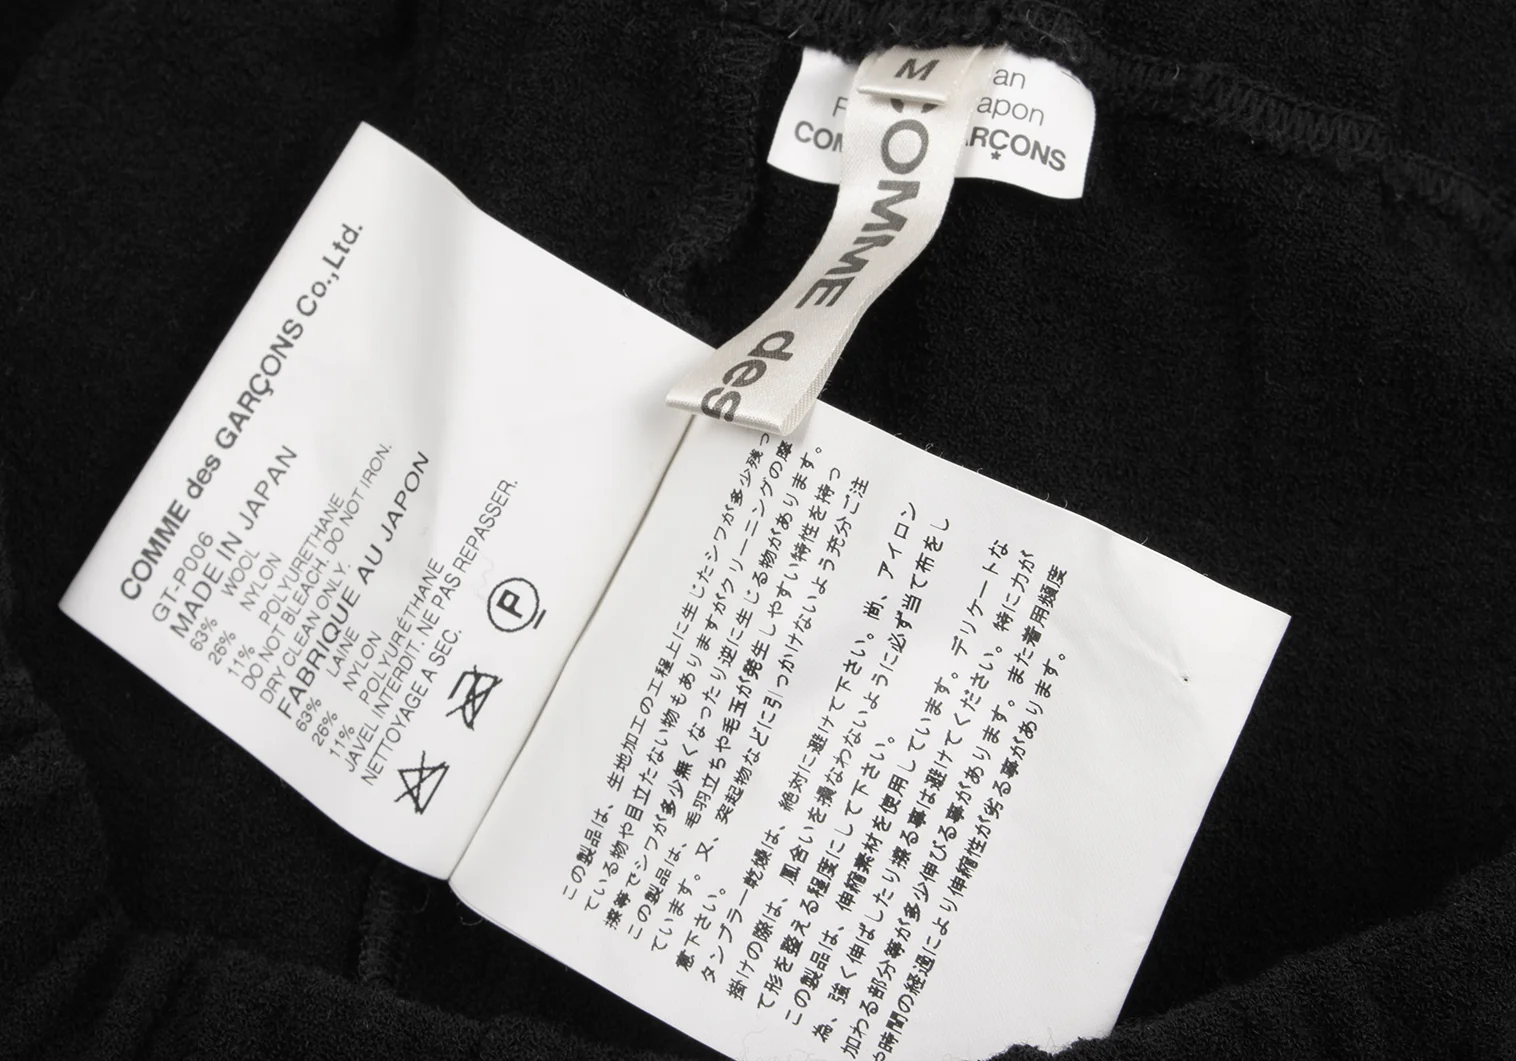 M
COMME des
an
F apon
COM ARÇONS
COMME des GARÇONS Co.,Ltd.
GT-P006
MADE IN JAPAN
63% WOOL
26% NYLON
11% POLYURETHANE
DO NOT BLEACH. DO NOT IRON.
DRY CLEAN ONLY.
FABRIQUE AU JAPON
63% LAINE
26% NYLON
11% POLYURÉTHANE
JAVEL INTERDIT. NE PAS REPASSER.
NETTOYAGE A SEC.
P
この製品は、生地加工の工程上に生じたシワが多少残っ
ている物や目立たない物もありますがクリーニングの摩
擦等でシワが多少無くなったり逆に生じる物があります。
この製品は、毛羽立ちや毛玉が発生しやすい特性を持っ
ています。又、突起物などに引っかけないよう充分ご注
意下さい。
タンブラー乾燥は、絶対に避けて下さい。尚、アイロン
掛けの際は、風合いを損なわないように必ず当て布をし
て形を整える程度にして下さい。
この製品は、伸縮素材を使用しています。デリケートな
為、強く伸ばしたり擦る事は避けてください。特に力が
加わる部分等が多少伸びる事があります。また着用頻度
や時間の経過により伸縮性が劣る事があります。